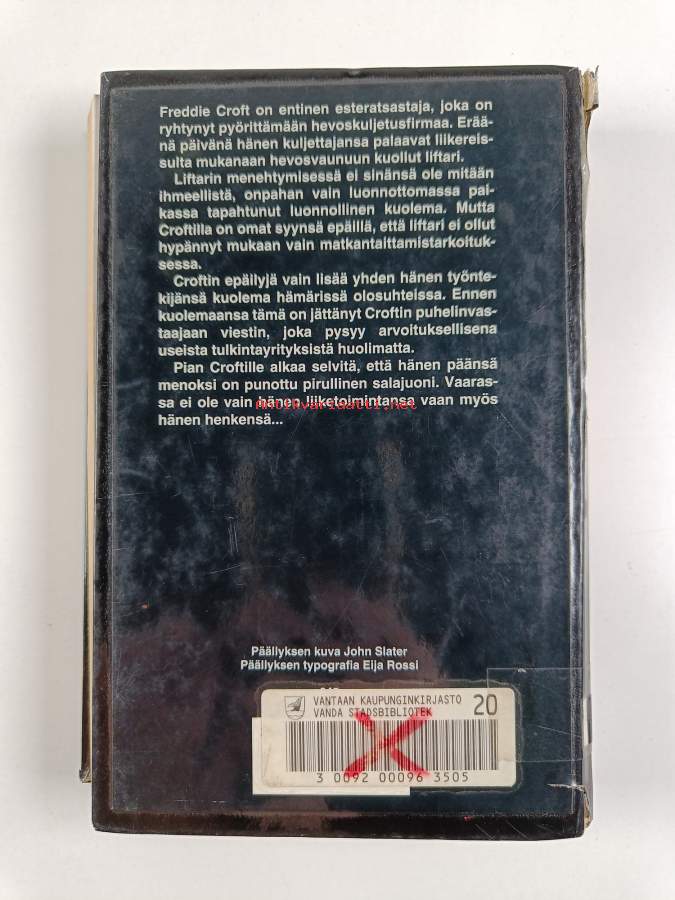 Freddie Croft on entinen esteratsastaja, joka on
ryhtynyt pyörittämään hevoskuljetusfirmaa. Erää-
nä päivänä hänen kuljettajansa palaavat liikereis-
sulta mukanaan hevosvaunuun kuollut liftari.
Liftarin menehtymisessä ei sinänsä ole mitään
ihmeellistä, onpahan vain luonnottomassa pai-
kassa tapahtunut luonnollinen kuolema. Mutta
Croftilla on omat syynsä epäillä, että liftari ei ollut
hypännyt mukaan vain matkantaittamistarkoituk-
sessa.
Croftin epäilyjä vain lisää yhden hänen työnte-
kijänsä kuolema hämärissä olosuhteissa. Ennen
kuolemaansa tämä on jättänyt Croftin puhelinvas-
taajaan viestin, joka pysyy arvoituksellisena
useista tulkintayrityksistä huolimatta.
Pian Croftille alkaa selvitä, että hänen päänsä
menoksi on punottu pirullinen salajuoni. Vaaras-
sa ei ole vain hänen liiketoimintansa vaan myös
Antikvariaatti.net
hänen henkensä...
Päällyksen kuva John Slater
Päällyksen typografia Eija Rossi
VANTAAN KAUPUNGINKIRJASTO 20
VANDA STADSBIBLIOTEK
3 0092 00096 3505